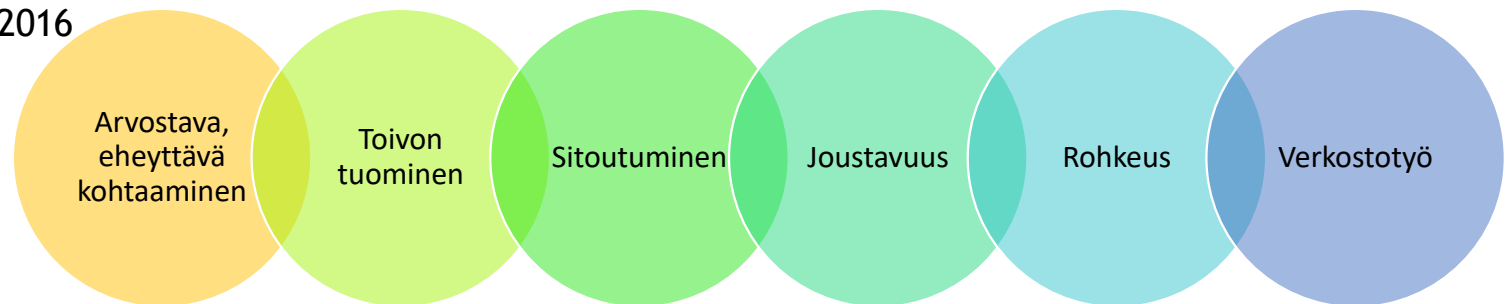 2016
Arvostava,
eheyttävä
kohtaaminen
Toivon
tuominen
Sitoutuminen
Joustavuus
Rohkeus
Verkostotyö